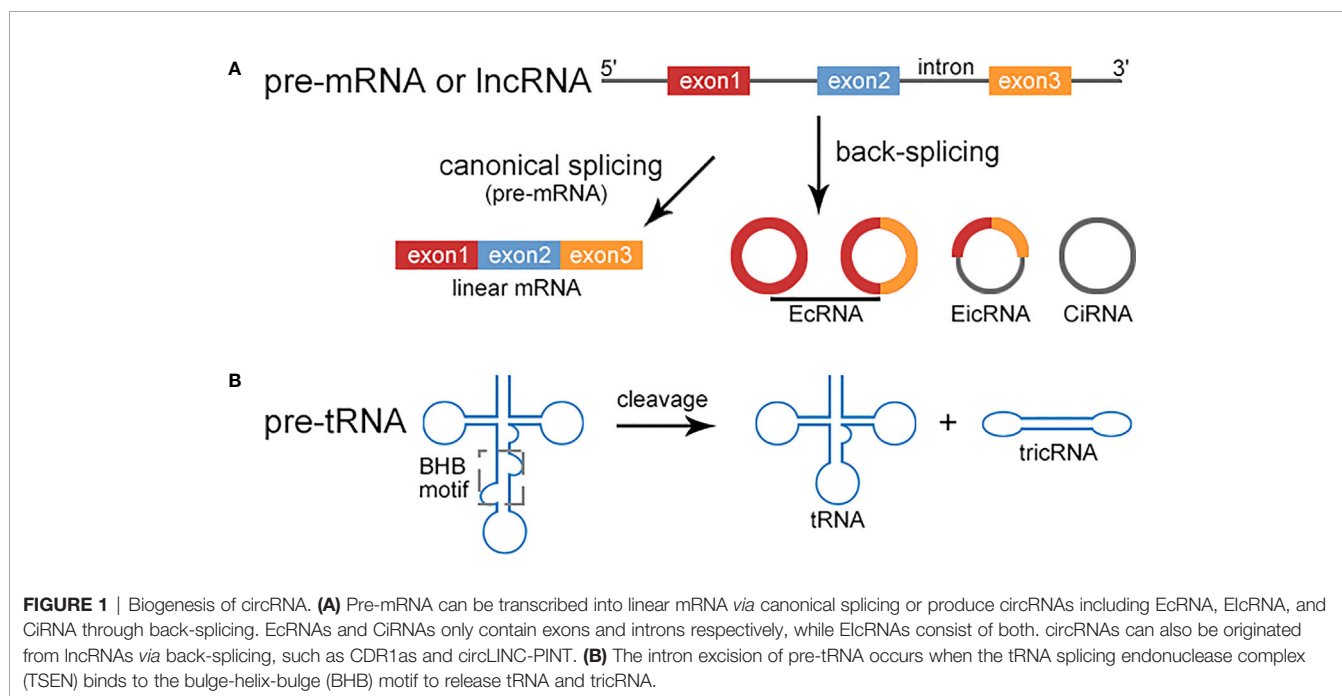 A
pre-mRNA or lncRNA
5'
exon1
exon2
intron
exon3
3'
canonical splicing
(pre-mRNA)
back-splicing
exon1 exon2 exon3
linear mRNA
EcRNA
EicRNA
CiRNA
B
pre-tRNA
BHB
motif
cleavage
tRNA
+
tricRNA
FIGURE 1 | Biogenesis of circRNA. (A) Pre-mRNA can be transcribed into linear mRNA via canonical splicing or produce circRNAs including EcRNA, EIcRNA, and
CiRNA through back-splicing. EcRNAs and CiRNAs only contain exons and introns respectively, while EIcRNAs consist of both. circRNAs can also be originated
from lncRNAs via back-splicing, such as CDR1as and circLINC-PINT. (B) The intron excision of pre-tRNA occurs when the tRNA splicing endonuclease complex
(TSEN) binds to the bulge-helix-bulge (BHB) motif to release tRNA and tricRNA.